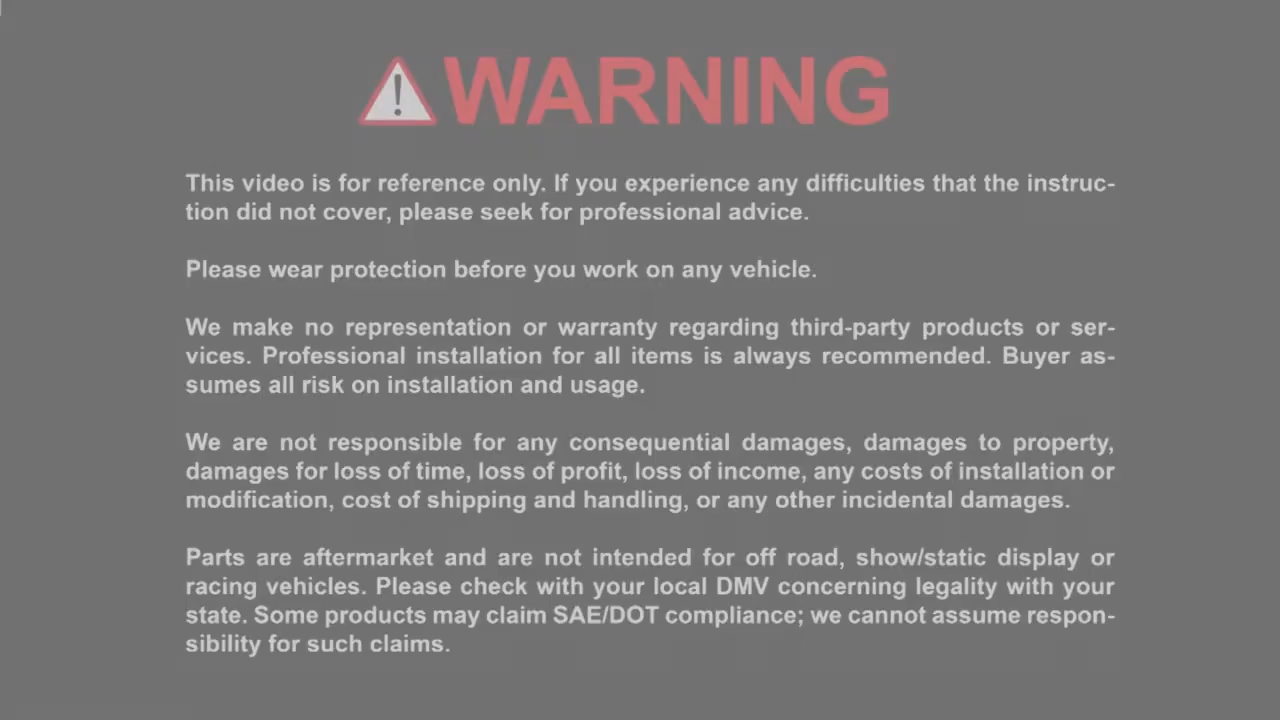 WARNING
This video is for reference only. If you experience any difficulties that the instruc-
tion did not cover, please seek for professional advice.
Please wear protection before you work on any vehicle.
We make no representation or warranty regarding third-party products or ser-
vices. Professional installation for all items is always recommended. Buyer as-
sumes all risk on installation and usage.
We are not responsible for any consequential damages, damages to property,
damages for loss of time, loss of profit, loss of income, any costs of installation or
modification, cost of shipping and handling, or any other incidental damages.
Parts are aftermarket and are not intended for off road, show/static display or
racing vehicles. Please check with your local DMV concerning legality with your
state. Some products may claim SAE/DOT compliance; we cannot assume respon-
sibility for such claims.